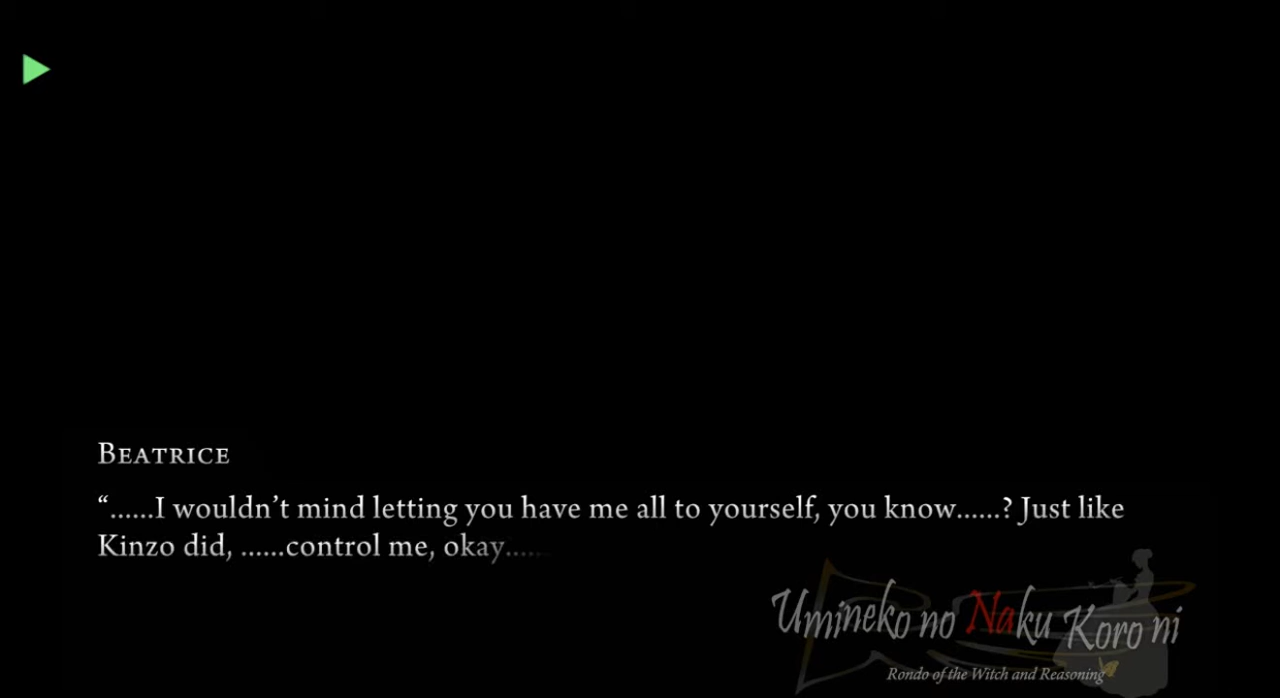 BEATRICE
“......I wouldn’t mind letting you have me all to yourself, you know......? Just like
Kinzo did, ......control me, okay......
Umineko no Naku Koro ni
Rondo of the Witch and Reasoning